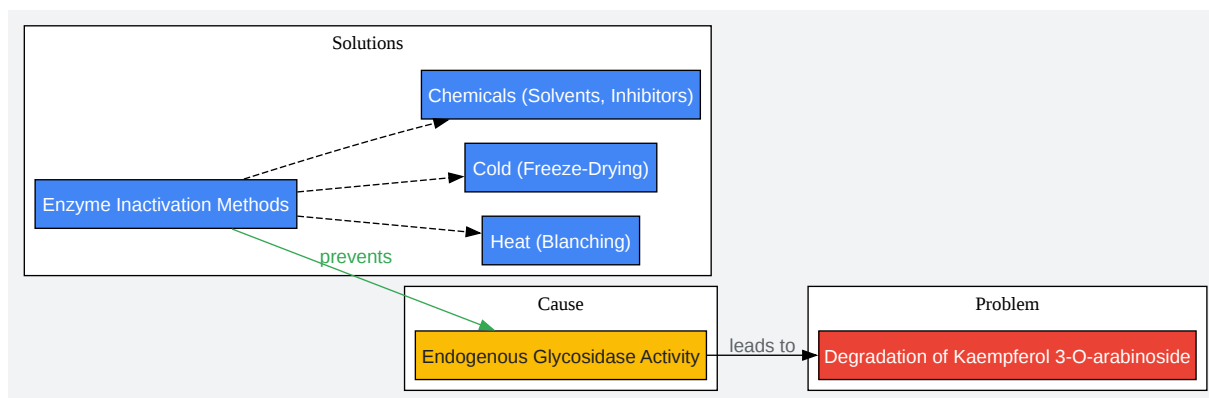 Solutions
Chemicals (Solvents, Inhibitors)
Cold (Freeze-Drying)
Enzyme Inactivation Methods
Heat (Blanching)
prevents
Cause
Problem
Endogenous Glycosidase Activity
leads to
Degradation of Kaempferol 3-O-arabinoside